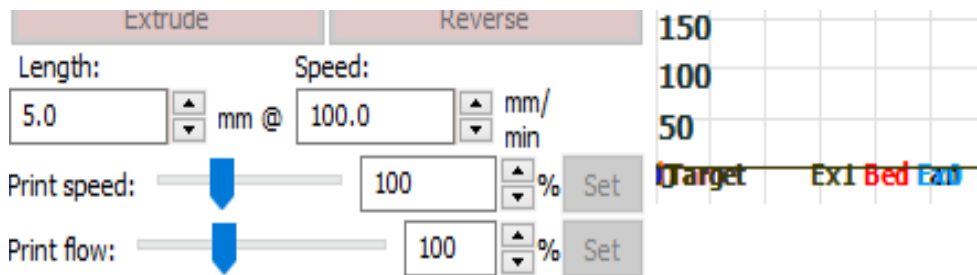 Extrude Reverse
Length: Speed:
5.0 mm @ 100.0 mm/
min
Print speed: 100 % Set
Print flow: 100 % Set
150
100
50
Target Ex1 Bed